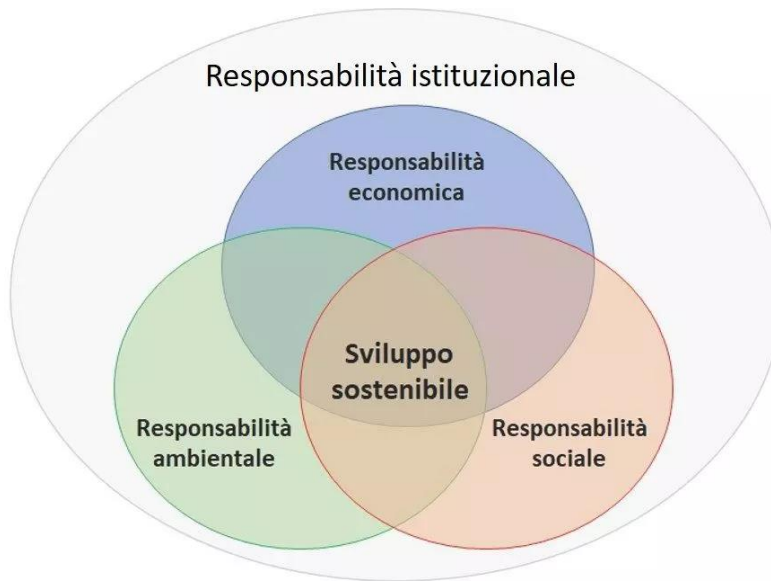 Responsabilità istituzionale
Responsabilità
economica
Sviluppo
sostenibile
Responsabilità
ambientale
Responsabilità
sociale